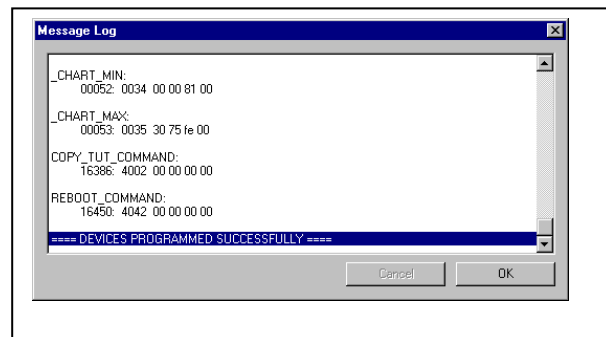 Message Log
_CHART_MIN:
00052: 0034 00 00 81 00
_CHART_MAX:
00053: 0035 30 75 fe 00
COPY_TUT_COMMAND:
16386: 4002 00 00 00 00
REBOOT_COMMAND:
16450: 4042 00 00 00 00
==== DEVICES PROGRAMMED SUCCESSFULLY ====
Cancel
OK